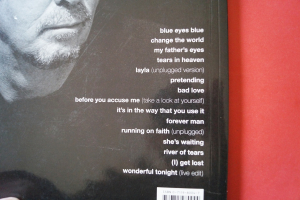 blue eyes blue
change the world
my father's eyes
tears in heaven
layla (unplugged version)
pretending
bad love
before you accuse me (take a look at yourself)
it's in the way that you use it
forever man
running on faith (unplugged)
she's waiting
river of tears
(i) get lost
wonderful tonight (live edit)